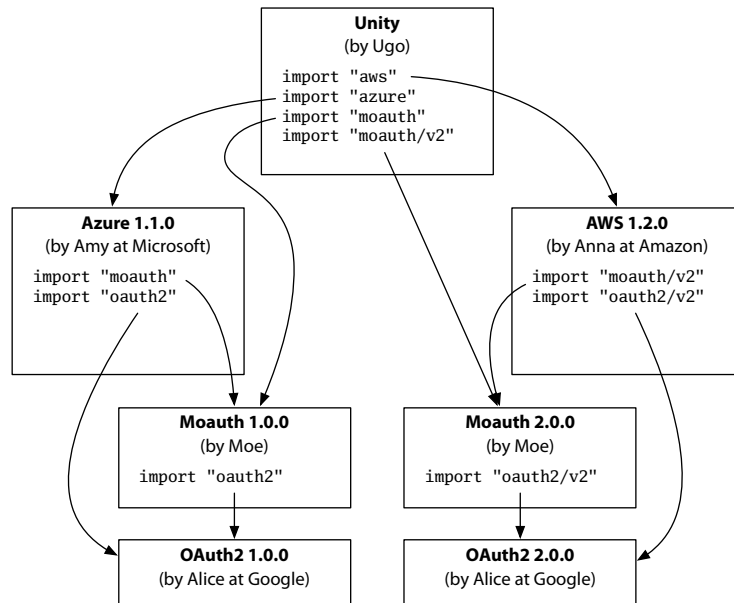 Unity
(by Ugo)
import "aws"
import "azure"
import "moauth"
import "moauth/v2"
Azure 1.1.0
(by Amy at Microsoft)
import "moauth"
import "oauth2"
AWS 1.2.0
(by Anna at Amazon)
import "moauth/v2"
import "oauth2/v2"
Moauth 1.0.0
(by Moe)
import "oauth2"
Moauth 2.0.0
(by Moe)
import "oauth2/v2"
OAuth2 1.0.0
(by Alice at Google)
OAuth2 2.0.0
(by Alice at Google)